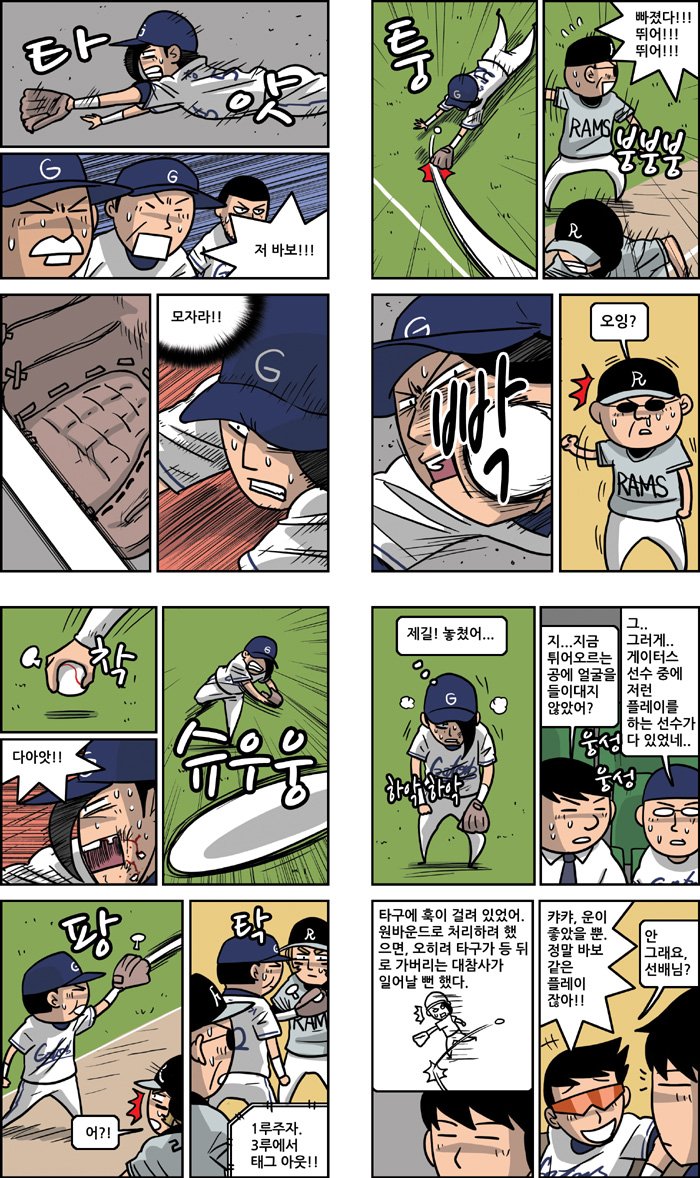 타
앗
G
G
저 바보!!!
모자라!!
G
퉁
빠졌다!!!
뛰어!!!
뛰어!!!
R
RAMS
붕붕붕
R
G
빡
오잉?
R
RAMS
착
G
슈우웅
다아앗!!
팡
G
어?!
탁
R
RAMS
1루주자.
3루에서
태그 아웃!!
제길! 놓쳤어...
G
하악하악
지...지금
튀어오르는
공에 얼굴을
들이대지
않았어?
그..
그러게..
게이터스
선수 중에
저런
플레이를
하는 선수가
다 있었네..
웅성
웅성
타구에 훅이 걸려 있었어.
원바운드로 처리하려 했
으면, 오히려 타구가 등 뒤
로 가버리는 대참사가
일어날 뻔 했다.
캬캬, 운이
좋았을 뿐.
정말 바보
같은
플레이
잖아!!
안
그래요,
선배님?